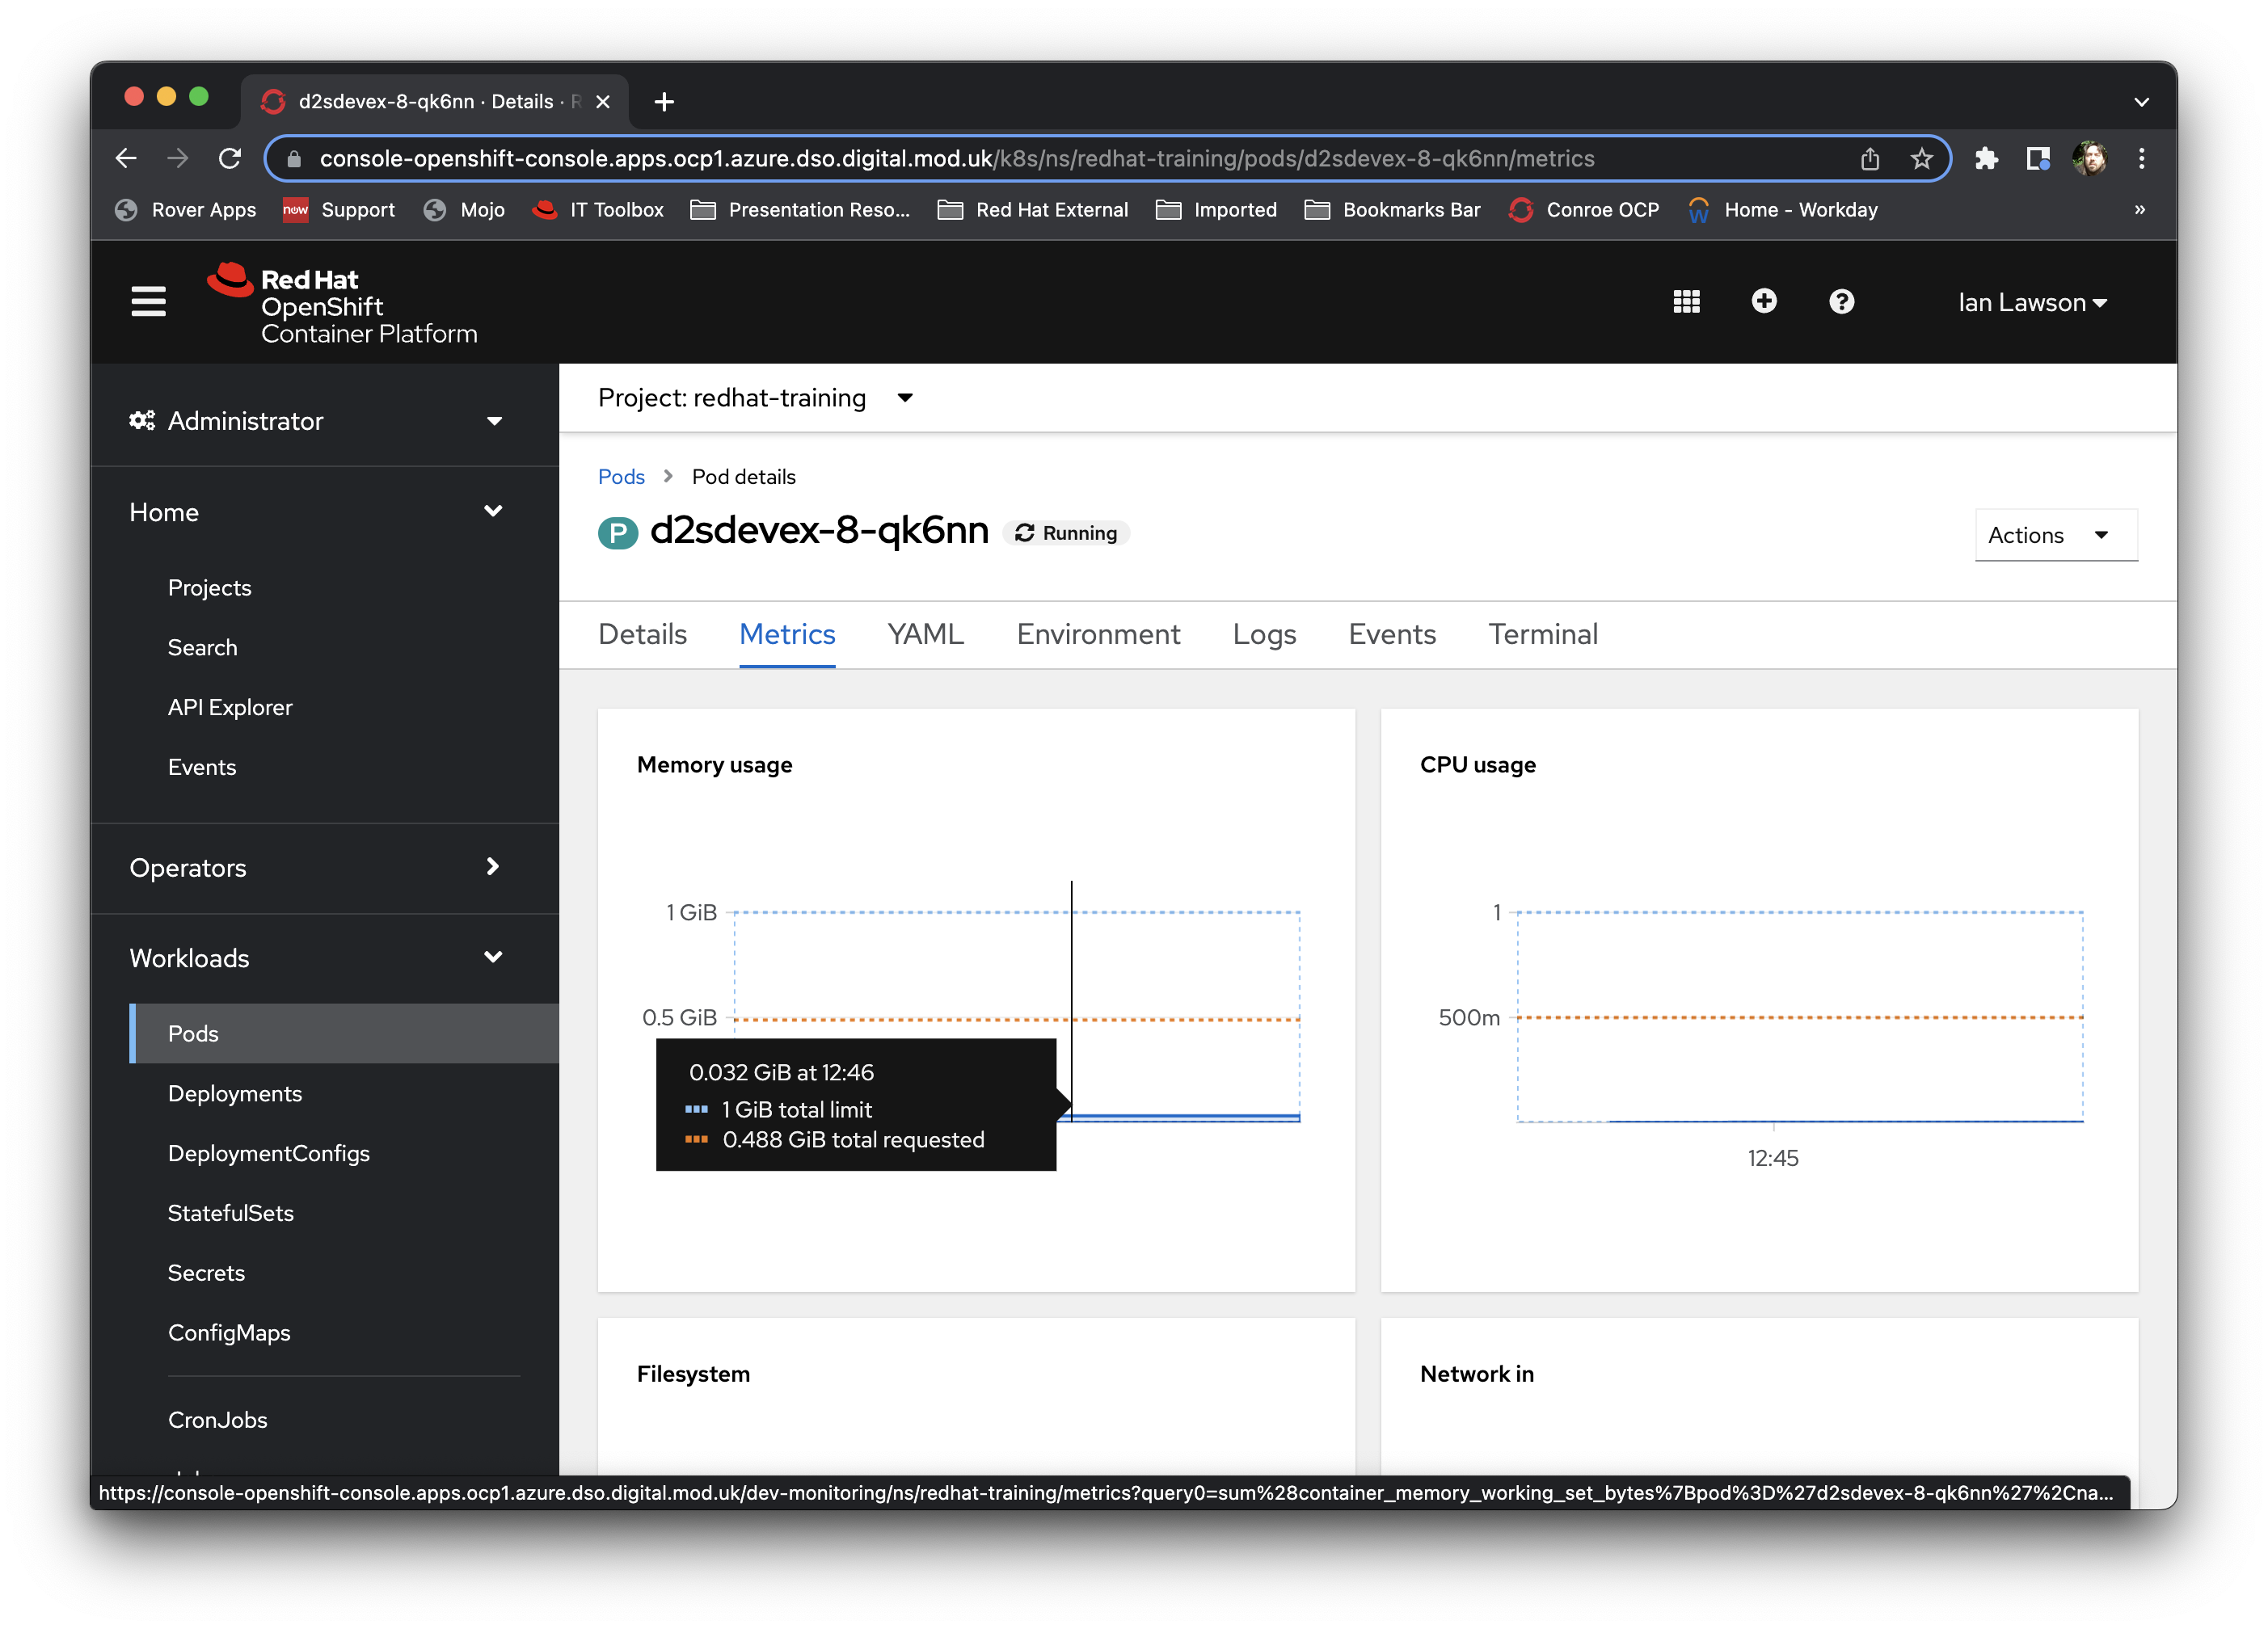 d2sdevex-8-qk6nn · Details · R
console-openshift-console.apps.ocp1.azure.dso.digital.mod.uk/k8s/ns/redhat-training/pods/d2sdevex-8-qk6nn/metrics
Rover Apps now Support Mojo IT Toolbox Presentation Reso... Red Hat External Imported Bookmarks Bar Conroe OCP Home - Workday »
Red Hat
OpenShift
Container Platform
Ian Lawson
Administrator
Home
Projects
Search
API Explorer
Events
Operators
Workloads
Pods
Deployments
DeploymentConfigs
StatefulSets
Secrets
ConfigMaps
CronJobs
Project: redhat-training
Pods > Pod details
P d2sdevex-8-qk6nn Running
Actions
Details Metrics YAML Environment Logs Events Terminal
Memory usage
1 GiB
0.5 GiB
0.032 GiB at 12:46
1 GiB total limit
0.488 GiB total requested
CPU usage
1
500m
12:45
Filesystem
Network in
https://console-openshift-console.apps.ocp1.azure.dso.digital.mod.uk/dev-monitoring/ns/redhat-training/metrics?query0=sum%28container_memory_working_set_bytes%7Bpod%3D%27d2sdevex-8-qk6nn%27%2Cna...